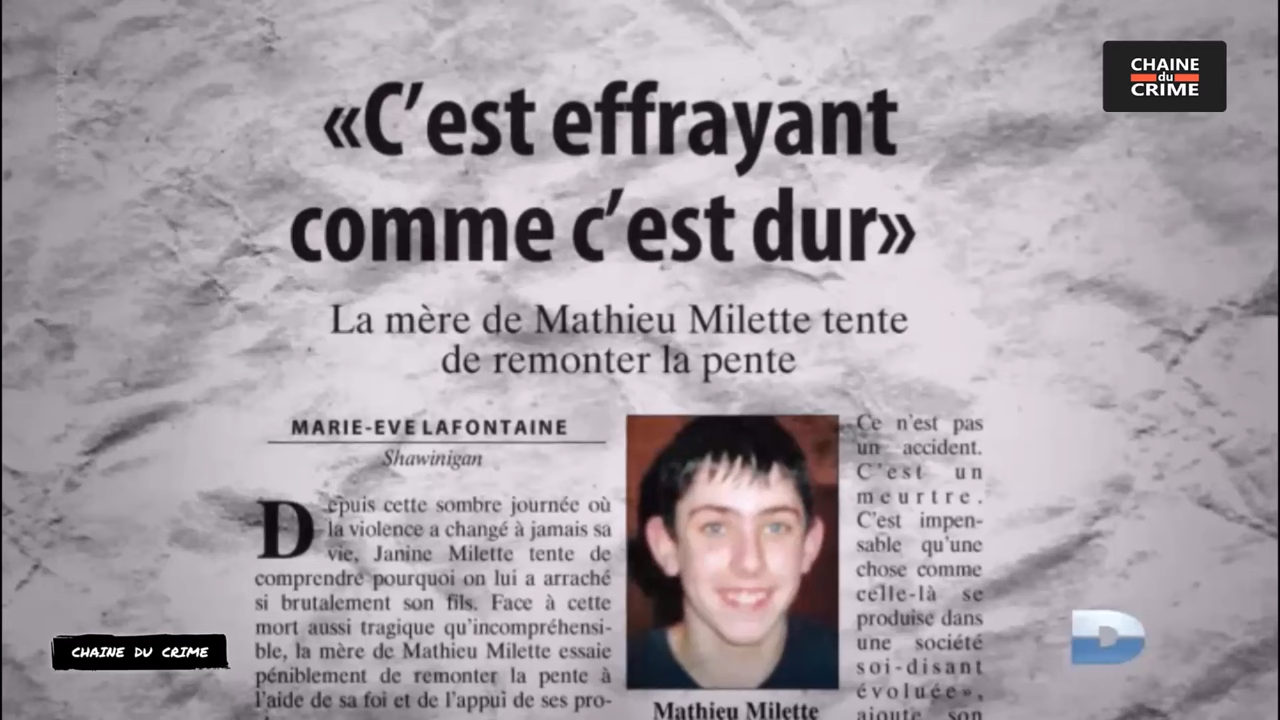 CHAINE
du
CRIME
«C'est effrayant
comme c'est dur»
La mère de Mathieu Milette tente
de remonter la pente
MARIE-EVE LAFONTAINE
Shawinigan
Depuis cette sombre journée où
la violence a changé à jamais sa
vie, Janine Milette tente de
comprendre pourquoi on lui a arraché
si brutalement son fils. Face à cette
mort aussi tragique qu'incompréhensi-
ble, la mère de Mathieu Milette essaie
péniblement de remonter la pente à
l'aide de sa foi et de l'appui de ses pro-
Mathieu Milette
Ce n'est pas
un accident.
C'est un
meurtre.
C'est impen-
sable qu'une
chose comme
celle-là se
produise dans
une société
soi-disant
évoluée»,
ajoute son
CHAINE DU CRIME
D